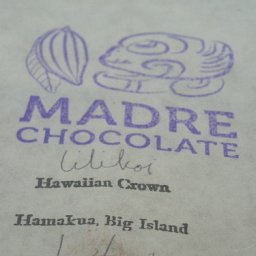 MADRE
CHOCOLATE
lilikoi
Hawaiian Crown
Hamakua, Big Island